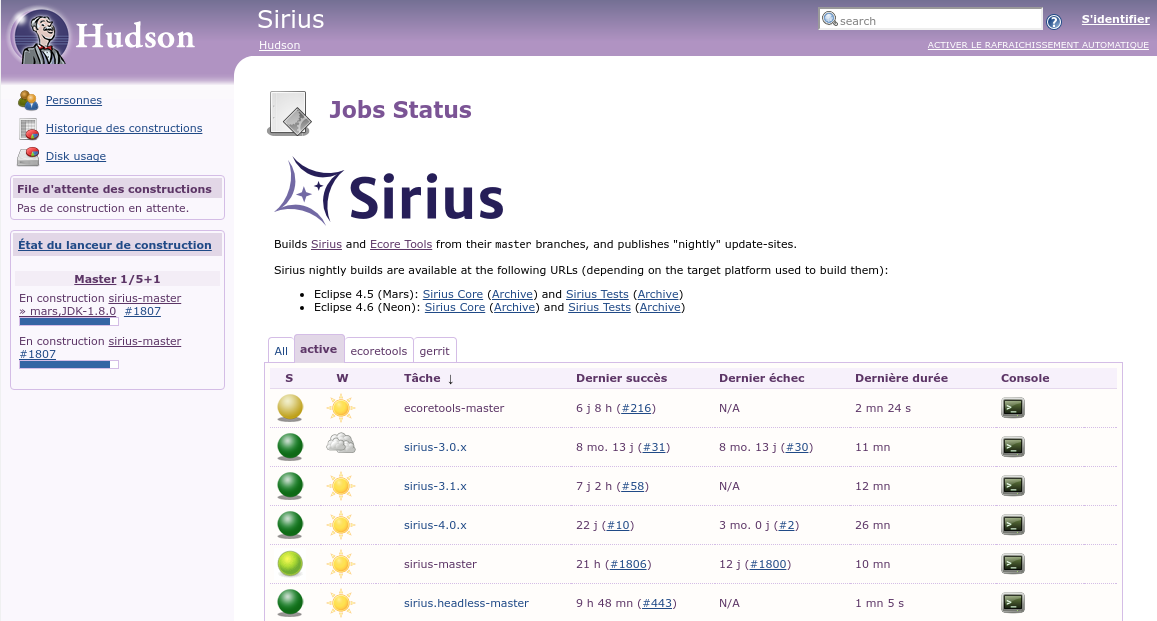 Hudson
Sirius
search
S'identifier
Hudson
ACTIVER LE RAFRAICHISSEMENT AUTOMATIQUE
Personnes
Historique des constructions
Disk usage
File d'attente des constructions
Pas de construction en attente.
État du lanceur de construction
Master 1/5+1
En construction sirius-master
» mars,JDK-1.8.0 #1807
En construction sirius-master
#1807
Jobs Status
Sirius
Builds Sirius and Ecore Tools from their master branches, and publishes "nightly" update-sites.
Sirius nightly builds are available at the following URLs (depending on the target platform used to build them):
• Eclipse 4.5 (Mars): Sirius Core (Archive) and Sirius Tests (Archive)
• Eclipse 4.6 (Neon): Sirius Core (Archive) and Sirius Tests (Archive)
All active ecoretools gerrit
S W Tâche ↓ Dernier succès Dernier échec Dernière durée Console
ecoretools-master 6 j 8 h (#216) N/A 2 mn 24 s
sirius-3.0.x 8 mo. 13 j (#31) 8 mo. 13 j (#30) 11 mn
sirius-3.1.x 7 j 2 h (#58) N/A 12 mn
sirius-4.0.x 22 j (#10) 3 mo. 0 j (#2) 26 mn
sirius-master 21 h (#1806) 12 j (#1800) 10 mn
sirius.headless-master 9 h 48 mn (#443) N/A 1 mn 5 s